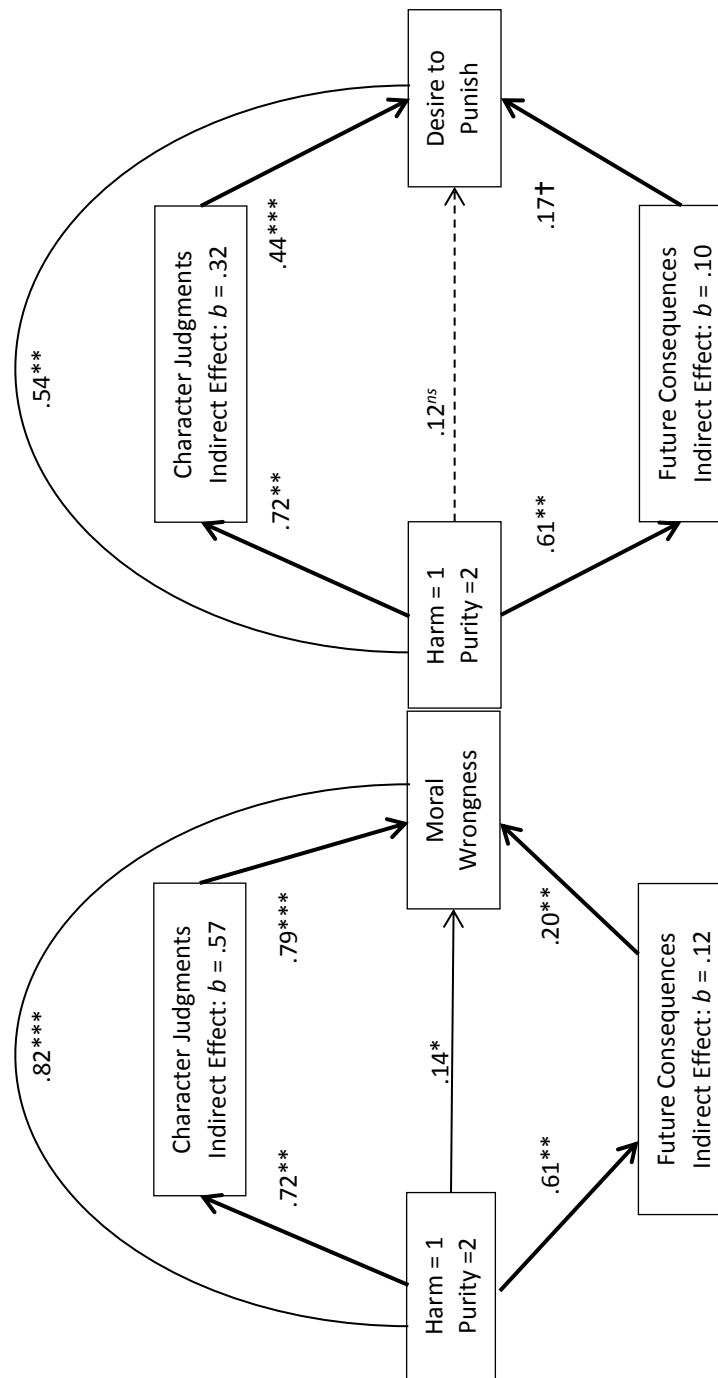 .82***
Character Judgments
Indirect Effect: b = .57
.72**
.79***
Harm = 1
Purity =2
.14*
Moral
Wrongness
.61**
.20**
Future Consequences
Indirect Effect: b = .12
.54**
Character Judgments
Indirect Effect: b = .32
.72**
.44***
Harm = 1
Purity =2
.12ns
Desire to
Punish
.61**
.17†
Future Consequences
Indirect Effect: b = .10